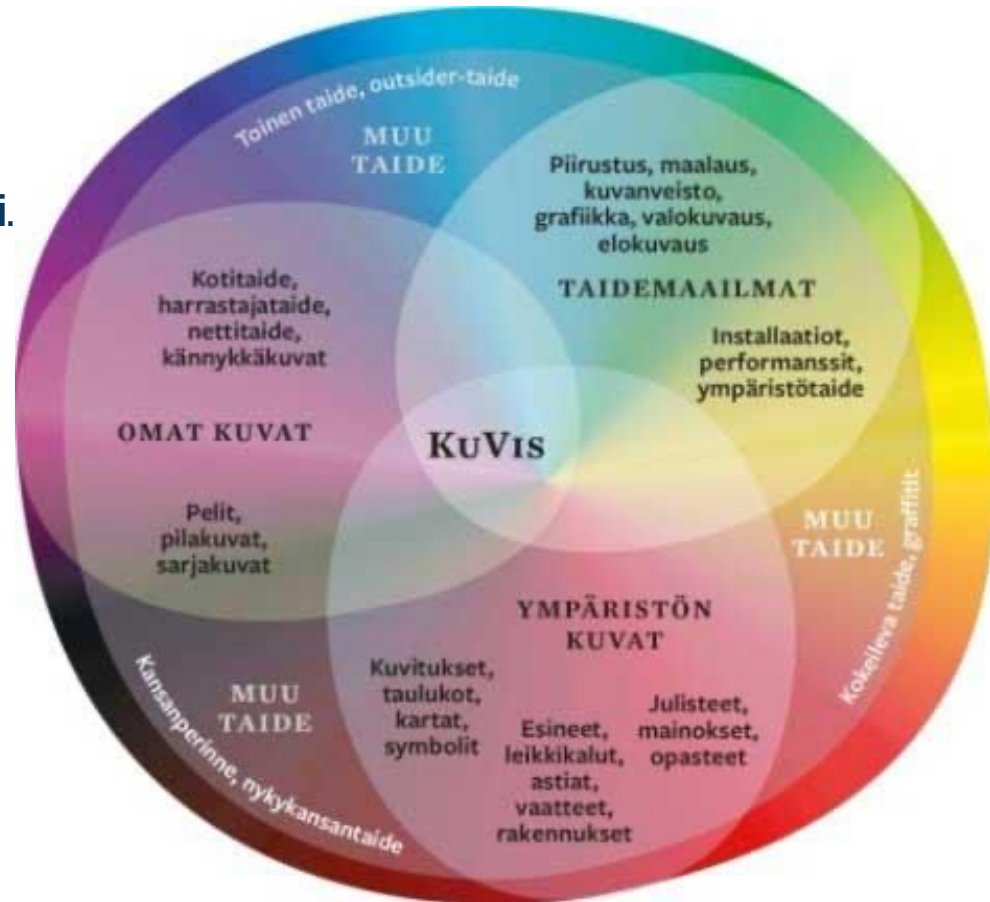 Toinen taide, outsider-taide
MUU
TAIDE
Piirustus, maalaus,
kuvanveisto,
grafiikka, valokuvaus,
elokuvaus
TAIDEMAAILMAT
Installaatiot,
performanssit,
ympäristötaide
i.
Kotitaide,
harrastajataide,
nettitaide,
kännykkäkuvat
OMAT KUVAT
Pelit,
pilakuvat,
sarjakuvat
KUVIS
MUU
TAIDE
Kokeileva taide, graffitit
YMPÄRISTÖN
KUVAT
Kuvitukset,
taulukot,
kartat,
symbolit
Esineet,
leikkikalut,
astiat,
vaatteet,
rakennukset
Julisteet,
mainokset,
opasteet
MUU
TAIDE
Kansanperinne, nykykansantaide